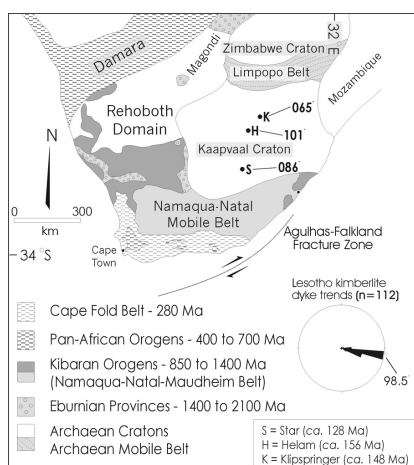 32 E
Zimbabwe Craton
Magondi
Damara
Limpopo Belt
Mozambique
K 065°
Rehoboth
Domain
H 101°
Kaapvaal Craton
S 086°
N
0 300
km
Namaqua-Natal
Mobile Belt
Agulhas-Falkland
Fracture Zone
34 °S
Cape
Town
Lesotho kimberlite
dyke trends (n=112)
98.5°
Cape Fold Belt - 280 Ma
Pan-African Orogens - 400 to 700 Ma
Kibaran Orogens - 850 to 1400 Ma
(Namaqua-Natal-Maudheim Belt)
Eburnian Provinces - 1400 to 2100 Ma
Archaean Cratons
Archaean Mobile Belt
S = Star (ca. 128 Ma)
H = Helam (ca. 156 Ma)
K = Klipspringer (ca. 148 Ma)